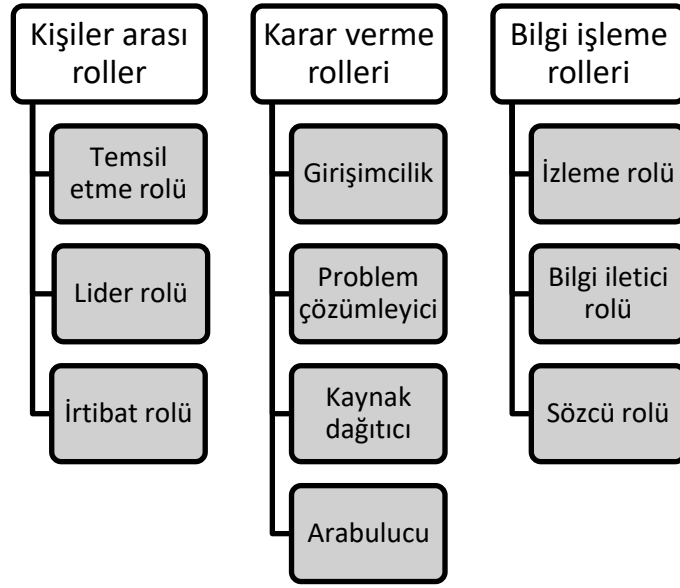 Kişiler arası
roller
Temsil
etme rolü
Lider rolü
İrtibat rolü
Karar verme
rolleri
Girişimcilik
Problem
çözümleyici
Kaynak
dağıtıcı
Arabulucu
Bilgi işleme
rolleri
İzleme rolü
Bilgi iletici
rolü
Sözcü rolü